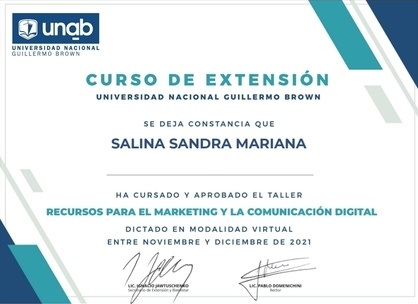 unab
UNIVERSIDAD NACIONAL
GUILLERMO BROWN
CURSO DE EXTENSIÓN
UNIVERSIDAD NACIONAL GUILLERMO BROWN
SE DEJA CONSTANCIA QUE
SALINA SANDRA MARIANA
HA CURSADO Y APROBADO EL TALLER
RECURSOS PARA EL MARKETING Y LA COMUNICACIÓN DIGITAL
DICTADO EN MODALIDAD VIRTUAL
ENTRE NOVIEMBRE Y DICIEMBRE DE 2021
LIC. IGNACIO JAWTUSCHENKO
Secretario de Extensión y Bienestar
LIC. PABLO DOMENICHINI
Rector